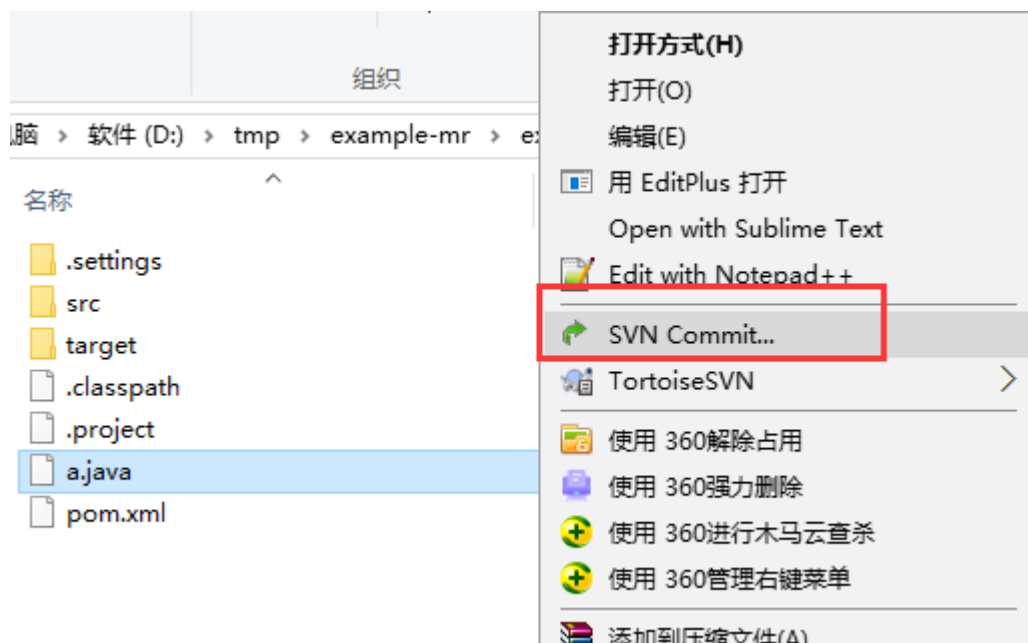 组织
脑 > 软件 (D:) > tmp > example-mr >
名称
.settings
src
target
.classpath
.project
a.java
pom.xml
打开方式(H)
打开(O)
编辑(E)
用 EditPlus 打开
Open with Sublime Text
Edit with Notepad++
SVN Commit...
TortoiseSVN
使用 360解除占用
使用 360强力删除
使用 360进行木马云查杀
使用 360管理右键菜单
添加到压缩文件(A)